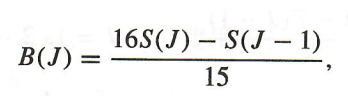 B(J) = 16S(J) − S(J − 1) / 15,